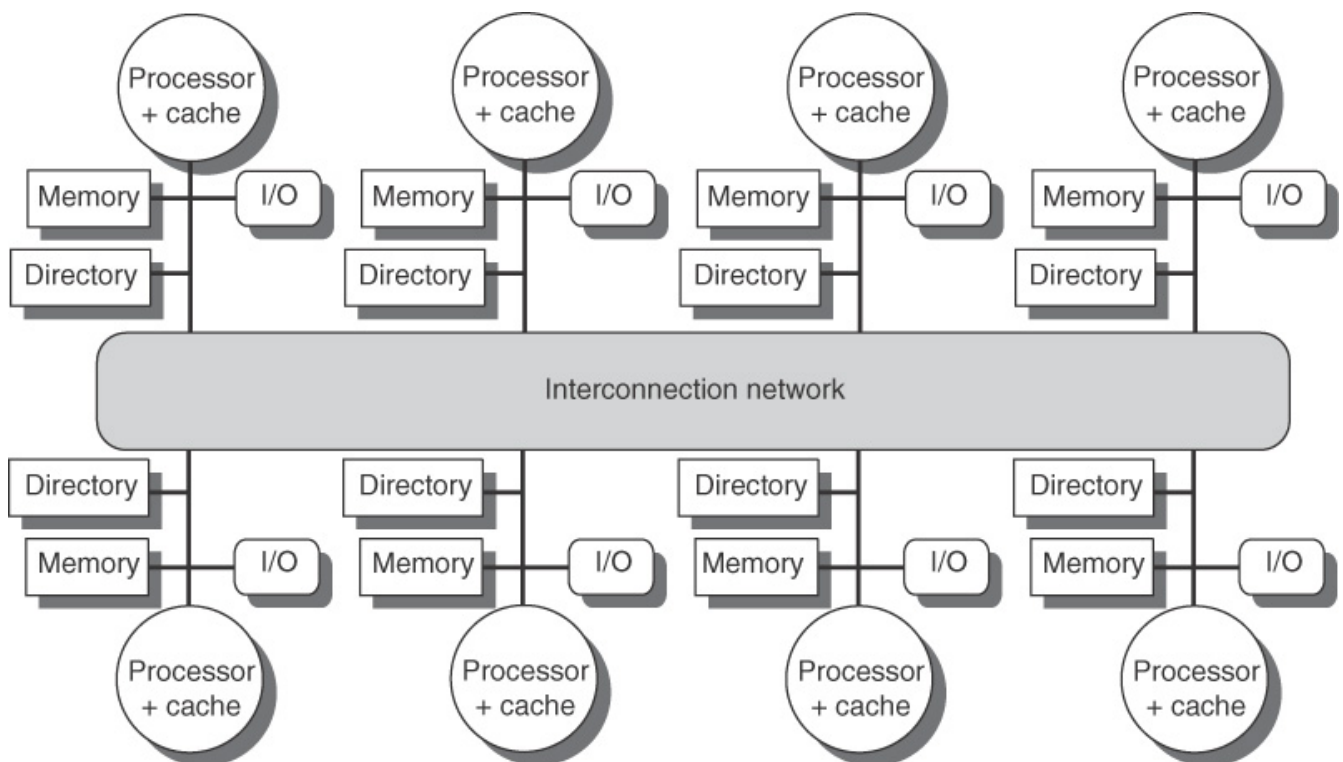 Processor
+ cache
Processor
+ cache
Processor
+ cache
Processor
+ cache
Memory
I/O
Memory
I/O
Memory
I/O
Memory
I/O
Directory
Directory
Directory
Directory
Interconnection network
Directory
Directory
Directory
Directory
Memory
I/O
Memory
I/O
Memory
I/O
Memory
I/O
Processor
+ cache
Processor
+ cache
Processor
+ cache
Processor
+ cache